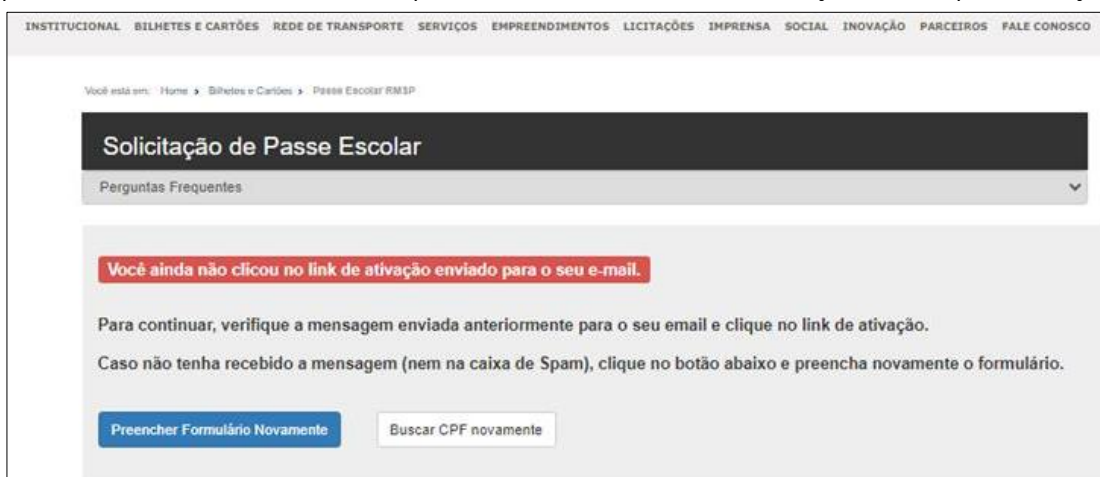 INSTITUCIONAL BILHETES E CARTÕES REDE DE TRANSPORTE SERVIÇOS EMPREENDIMENTOS LICITAÇÕES IMPRENSA SOCIAL INOVAÇÃO PARCEIROS FALE CONOSCO
Você está em: Home > Bilhetes e Cartões > Passe Escolar RMSP
Solicitação de Passe Escolar
Perguntas Frequentes
Você ainda não clicou no link de ativação enviado para o seu e-mail.
Para continuar, verifique a mensagem enviada anteriormente para o seu email e clique no link de ativação.
Caso não tenha recebido a mensagem (nem na caixa de Spam), clique no botão abaixo e preencha novamente o formulário.
Preencher Formulário Novamente Buscar CPF novamente